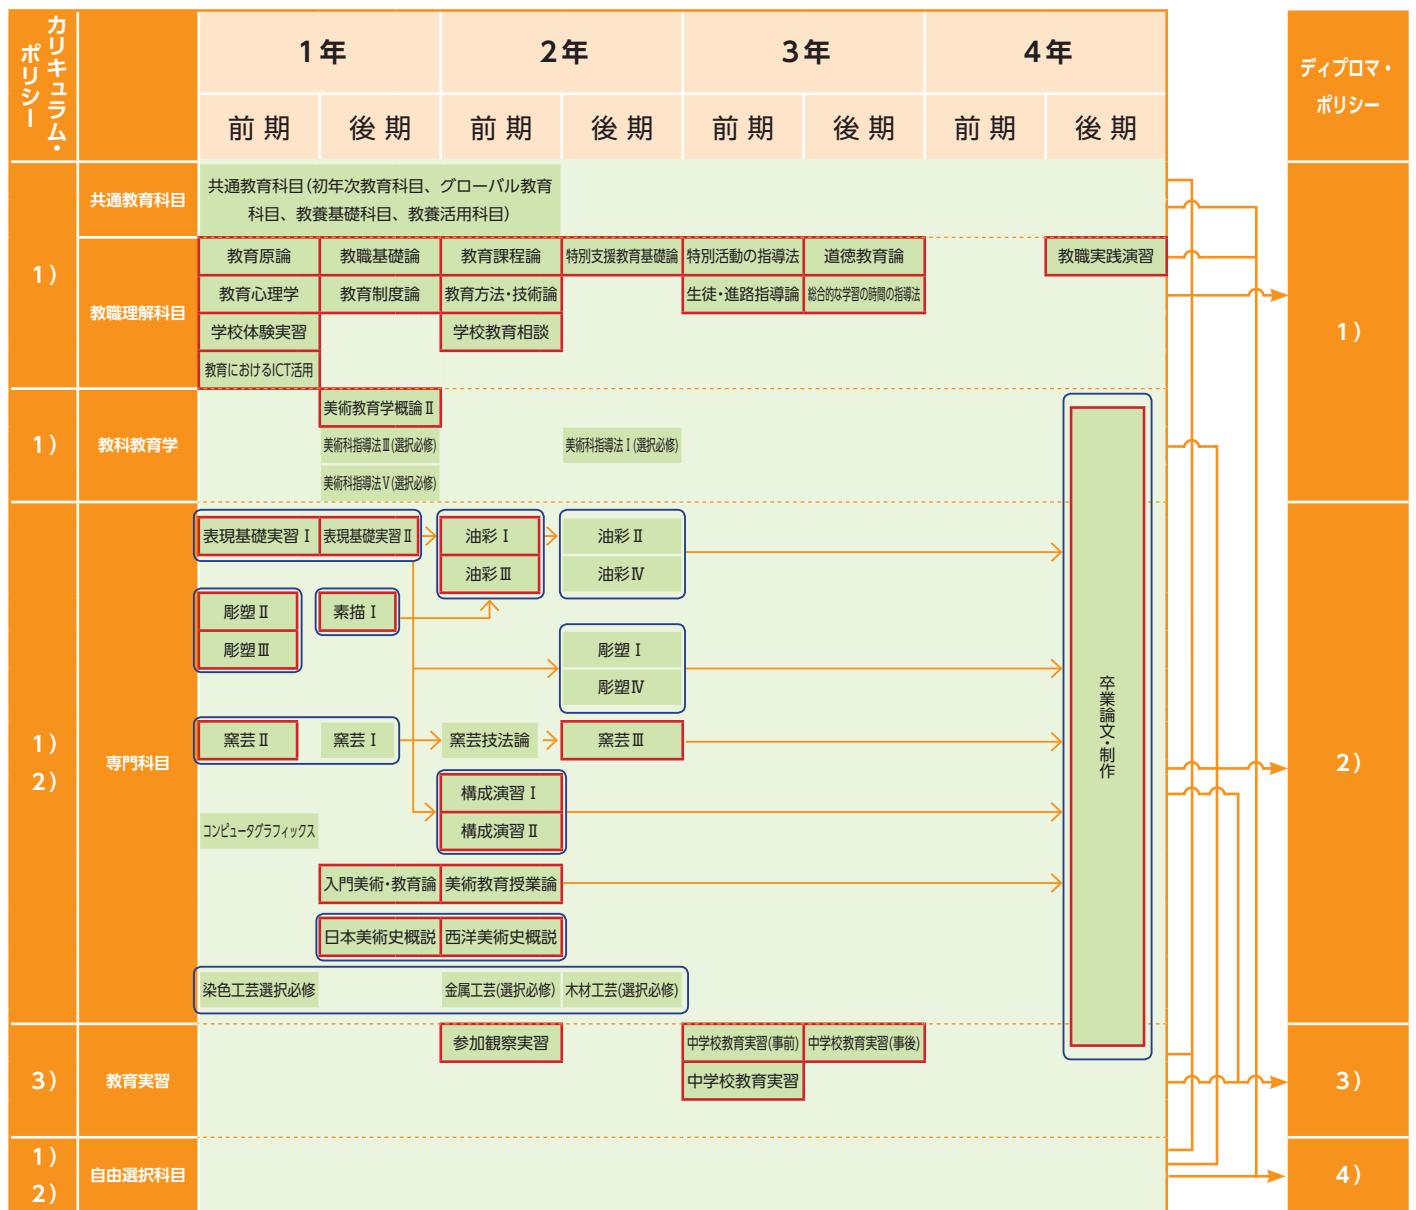 カリキュラム・
ポリシー
1年
2年
3年
4年
ディプロマ・
ポリシー
前期
後期
前期
後期
前期
後期
前期
後期
1）
共通教育科目
共通教育科目（初年次教育科目、グローバル教育
科目、教養基礎科目、教養活用科目）
教職理解科目
教育原論
教職基礎論
教育課程論
特別支援教育基礎論
特別活動の指導法
道徳教育論
教職実践演習
教育心理学
教育制度論
教育方法・技術論
生徒・進路指導論
総合的な学習の時間の指導法
学校体験実習
学校教育相談
教育におけるICT活用
1）
1）
教科教育学
美術教育学概論Ⅱ
美術科指導法Ⅲ(選択必修)
美術科指導法Ⅰ(選択必修)
美術科指導法Ⅴ(選択必修)
1）
2）
専門科目
表現基礎実習Ⅰ
表現基礎実習Ⅱ
油彩Ⅰ
油彩Ⅱ
油彩Ⅲ
油彩Ⅳ
彫塑Ⅱ
素描Ⅰ
彫塑Ⅲ
彫塑Ⅰ
彫塑Ⅳ
窯芸Ⅱ
窯芸Ⅰ
窯芸技法論
窯芸Ⅲ
構成演習Ⅰ
構成演習Ⅱ
コンピュータグラフィックス
入門美術・教育論
美術教育授業論
日本美術史概説
西洋美術史概説
染色工芸選択必修
金属工芸(選択必修)
木材工芸(選択必修)
卒業論文・制作
2）
3）
教育実習
参加観察実習
中学校教育実習(事前)
中学校教育実習(事後)
中学校教育実習
3）
1）
2）
自由選択科目
4）